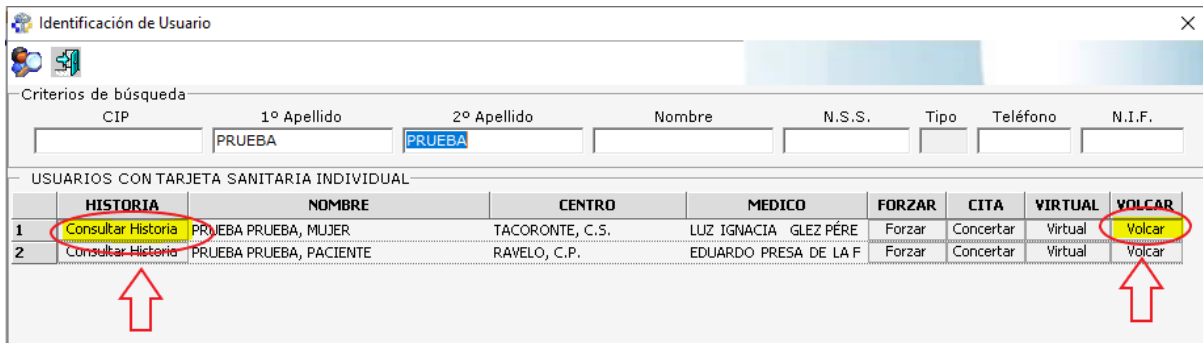 Identificación de Usuario
Criterios de búsqueda
CIP 1º Apellido 2º Apellido Nombre N.S.S. Tipo Teléfono N.I.F.
PRUEBA PRUEBA
USUARIOS CON TARJETA SANITARIA INDIVIDUAL
HISTORIA NOMBRE CENTRO MEDICO FORZAR CITA VIRTUAL VOLCAR
1 Consultar Historia PRUEBA PRUEBA, MUJER TACORONTE, C.S. LUZ IGNACIA GLEZ PÉRE Forzar Concertar Virtual Volcar
2 Consultar Historia PRUEBA PRUEBA, PACIENTE RAVELO, C.P. EDUARDO PRESA DE LA F Forzar Concertar Virtual Volcar